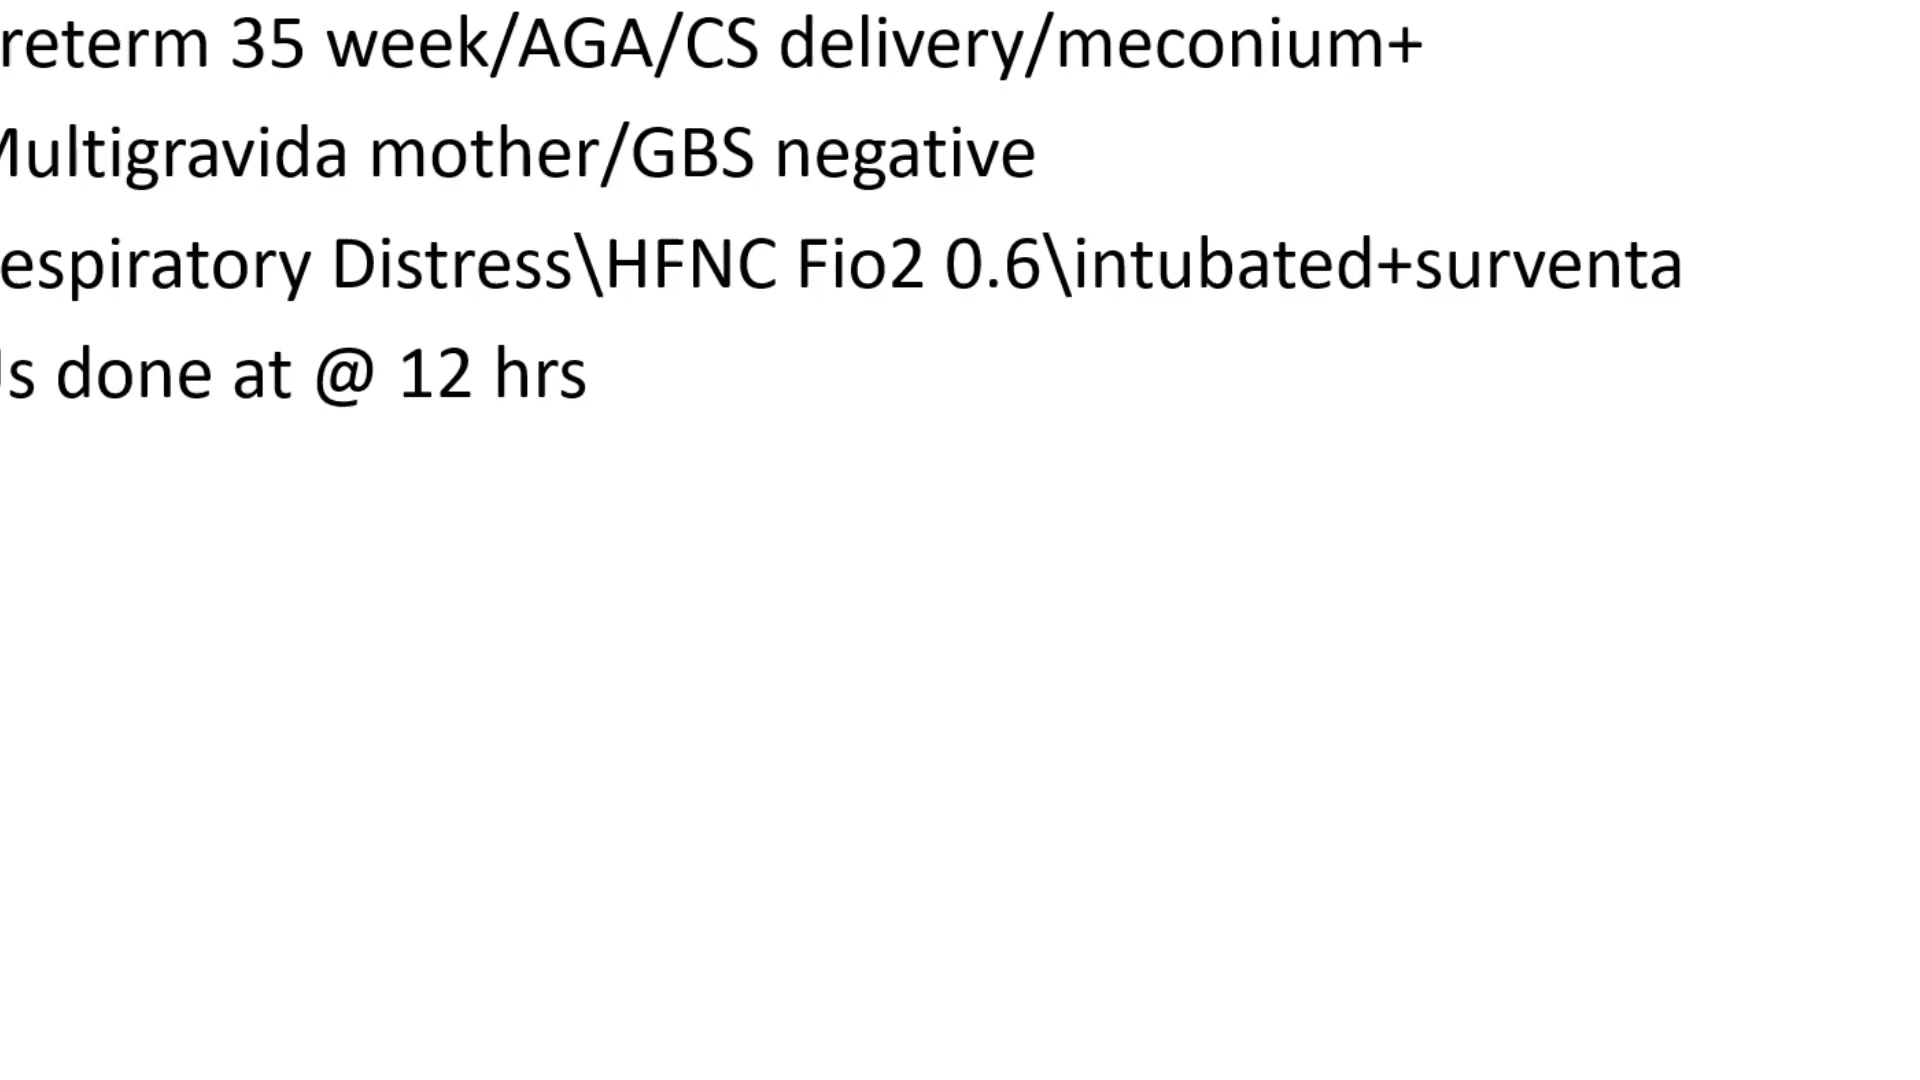 reterm 35 week/AGA/CS delivery/meconium+
Multigravida mother/GBS negative
espiratory Distress\HFNC Fio2 0.6\intubated+surventa
s done at @ 12 hrs